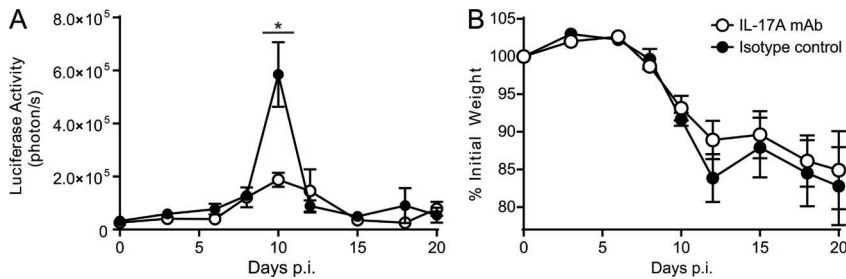 A
Luciferase Activity
(photon/s)
8.0×10⁵
6.0×10⁵
4.0×10⁵
2.0×10⁵
0
*
0 5 10 15 20
Days p.i.
B
% Initial Weight
105
100
95
90
85
80
IL-17A mAb
Isotype control
0 5 10 15 20
Days p.i.